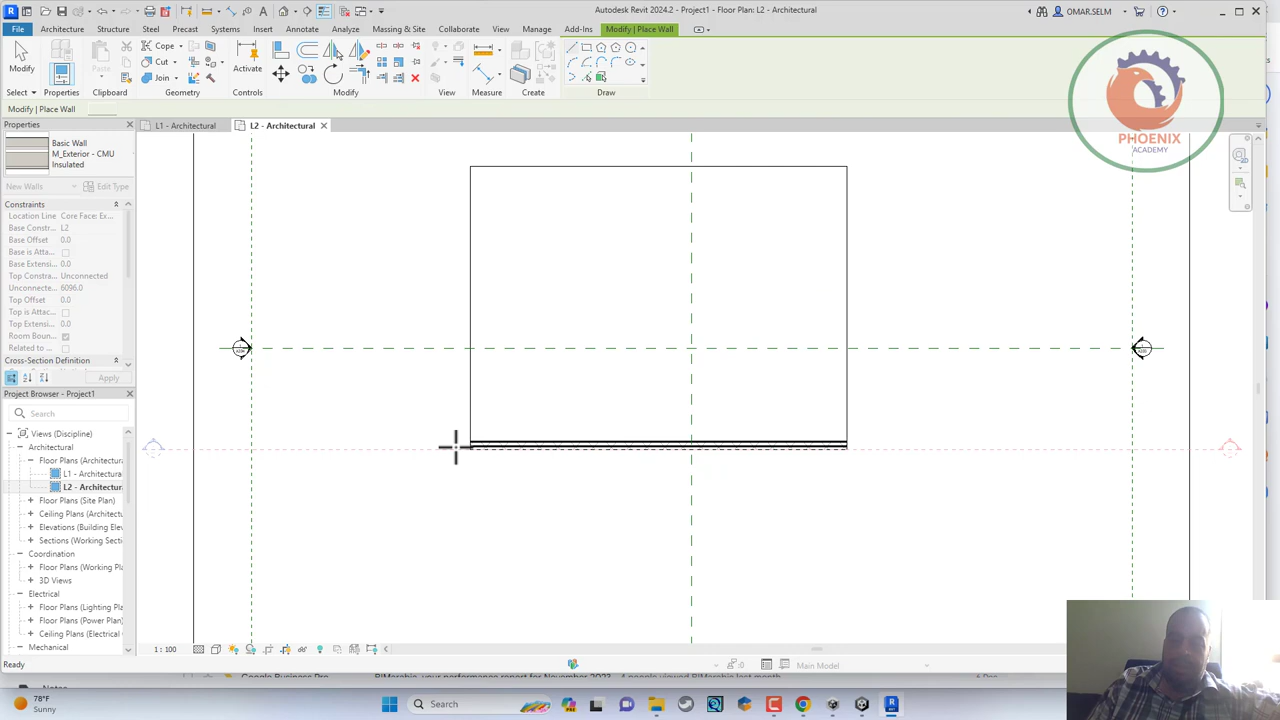 Autodesk Revit 2024.2 - Project1 - Floor Plan: L2 - Architectural
OMAR.SELM
File Architecture Structure Steel Precast Systems Insert Annotate Analyze Massing & Site Collaborate View Manage Add-Ins Modify | Place Wall
Modify
Paste
Cope
Cut
Join
Activate
Select Properties Clipboard Geometry Controls Modify View Measure Create Draw
Modify | Place Wall
Properties
L1 - Architectural
L2 - Architectural
Basic Wall
M_Exterior - CMU
Insulated
New Walls
Edit Type
Constraints
Location Line Core Face: Ex...
Base Constr... L2
Base Offset 0.0
Base is Atta...
Base Extensi... 0.0
Top Constra... Unconnected
Unconnecte... 6096.0
Top Offset 0.0
Top is Attac...
Top Extensi... 0.0
Room Boun...
Related to ...
Cross-Section Definition
Apply
Project Browser - Project1
Search
Views (Discipline)
Architectural
Floor Plans (Architectura
L1 - Architectura
L2 - Architectur
Floor Plans (Site Plan)
Ceiling Plans (Architectu
Elevations (Building Elev
Sections (Working Secti
Coordination
Floor Plans (Working Pl
3D Views
Electrical
Floor Plans (Lighting Pla
Floor Plans (Power Plan)
Ceiling Plans (Electrical
Mechanical
1 : 100
Ready
:0
Main Model
PHOENIX
ACADEMY
78°F
Sunny
Search